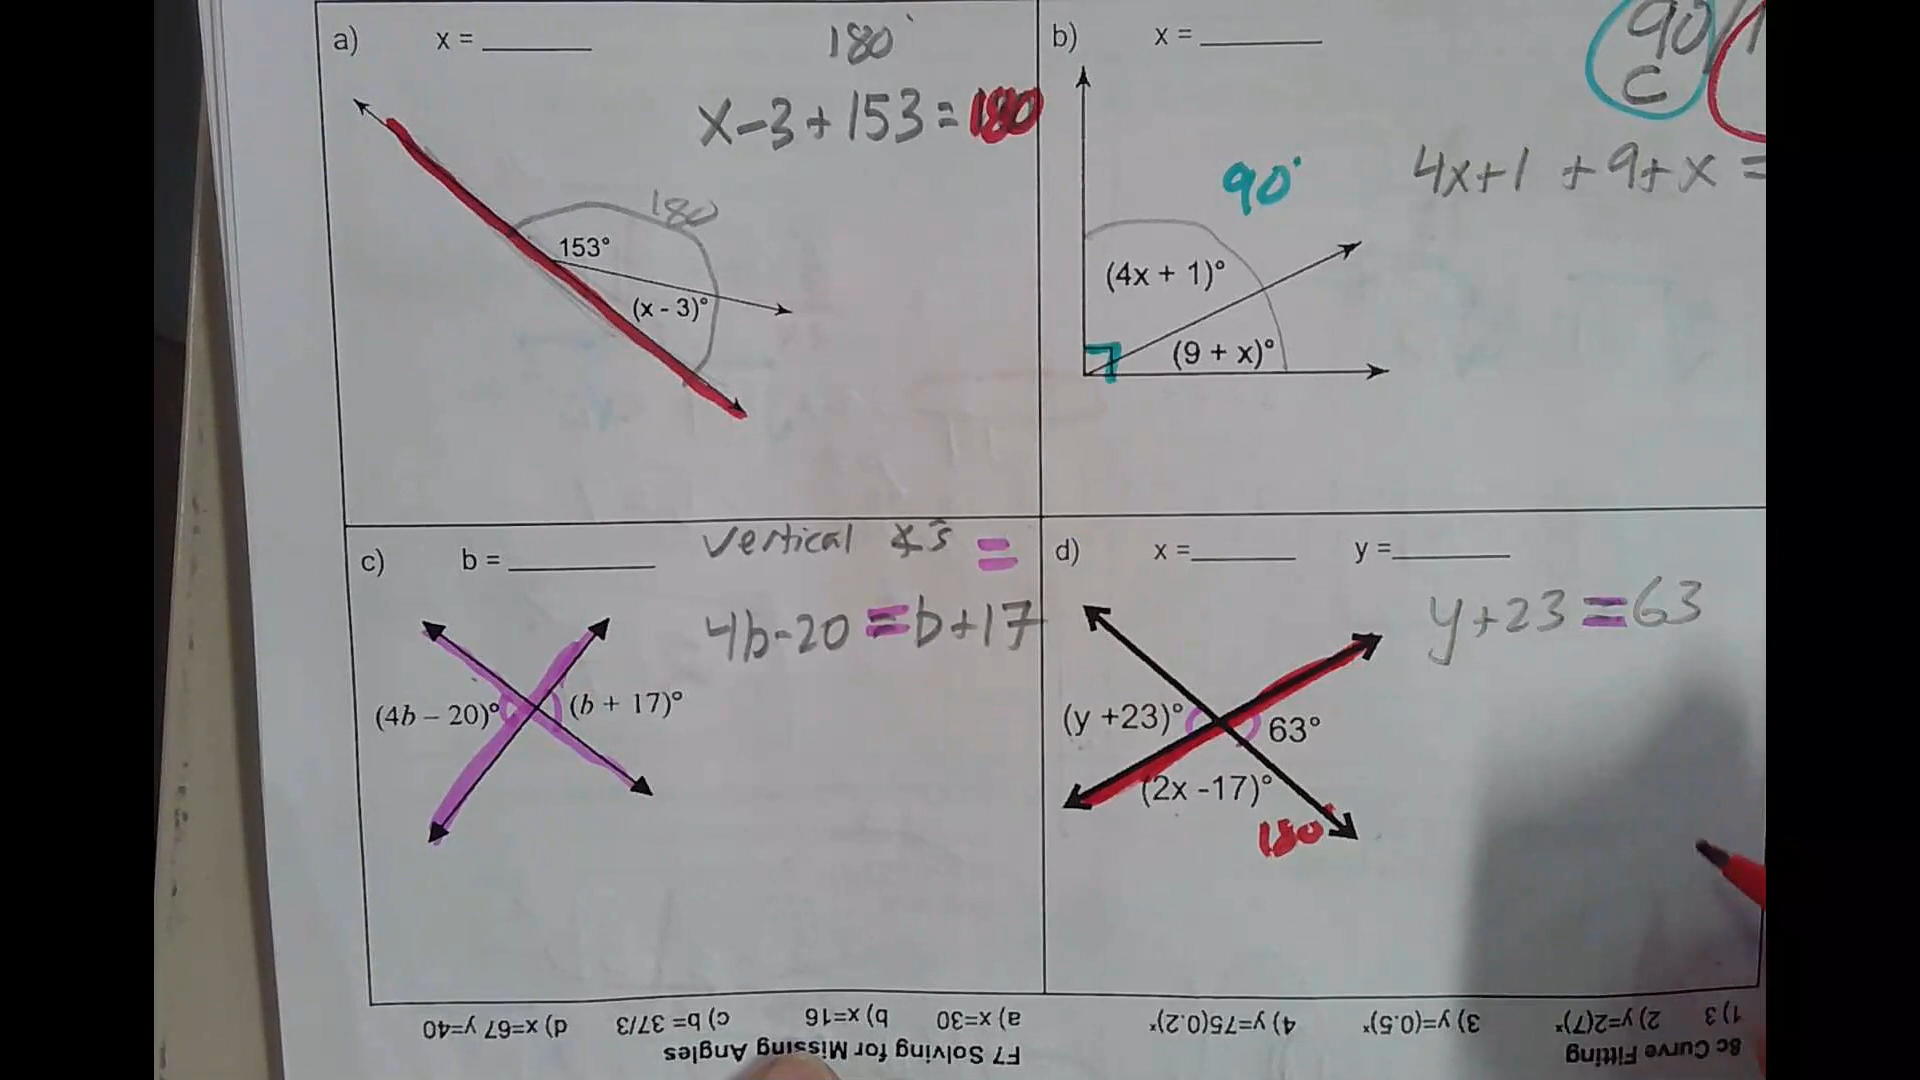 a) x = ______ 180°
x-3+153=180
180
153°
(x - 3)°
b) x = ______
90
C
4x+1 +9+x =
90°
(4x + 1)°
(9 + x)°
c) b = ______
vertical ∡'s =
4b-20=b+17
(4b – 20)°
(b + 17)°
d) x =______ y =______
y+23=63
(y +23)°
63°
(2x -17)°
180°
8c Curve Fitting
1) 3 2) y=2(7)ˣ 3) y=(0.5)ˣ 4) y=75(0.2)ˣ
F7 Solving for Missing Angles
a) x=30 b) x=16 c) b= 37/3 d) x=67 y=40